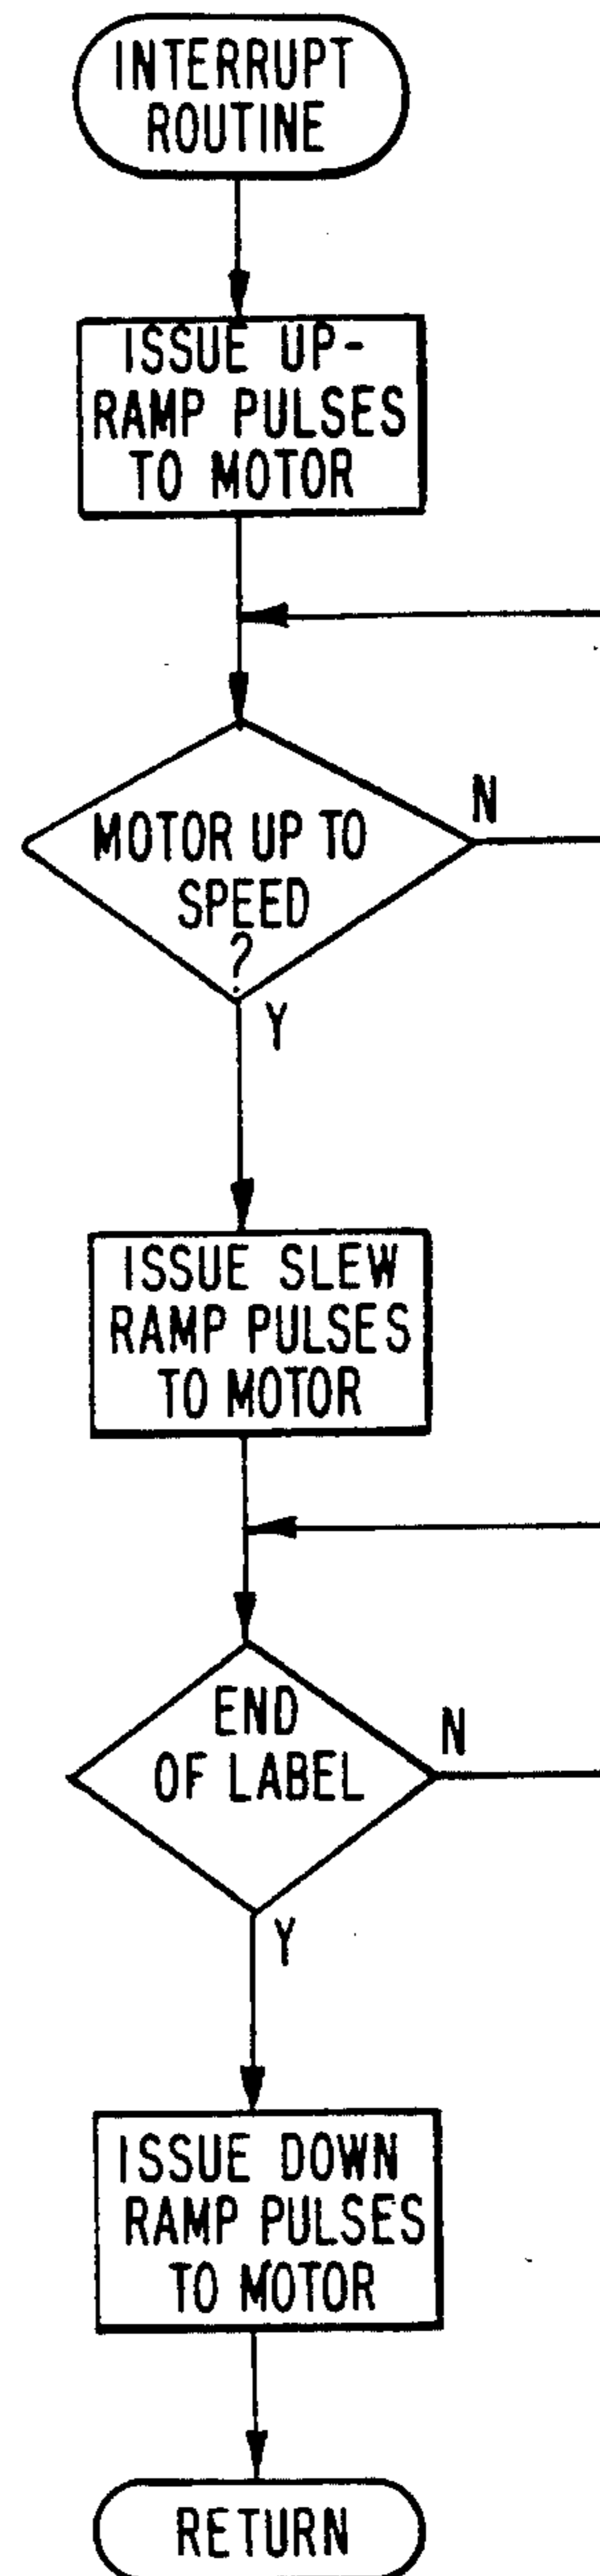 INTERRUPT
ROUTINE
ISSUE UP-
RAMP PULSES
TO MOTOR
N
MOTOR UP TO
SPEED
?
Y
ISSUE SLEW
RAMP PULSES
TO MOTOR
N
END
OF LABEL
Y
ISSUE DOWN
RAMP PULSES
TO MOTOR
RETURN